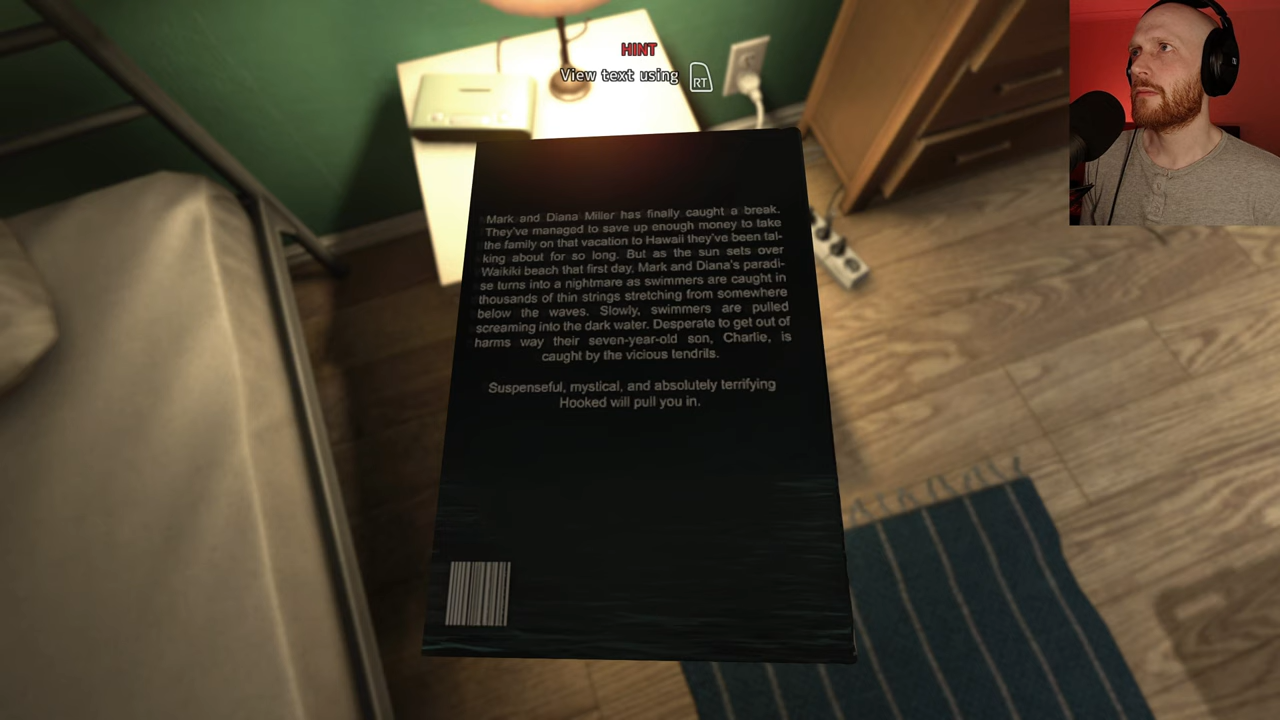 HINT
View text using RT
Mark and Diana Miller has finally caught a break.
They've managed to save up enough money to take
the family on that vacation to Hawaii they've been tal-
king about for so long. But as the sun sets over
Waikiki beach that first day, Mark and Diana's paradi-
se turns into a nightmare as swimmers are caught in
thousands of thin strings stretching from somewhere
below the waves. Slowly, swimmers are pulled
screaming into the dark water. Desperate to get out of
harms way their seven-year-old son, Charlie, is
caught by the vicious tendrils.
Suspenseful, mystical, and absolutely terrifying
Hooked will pull you in.